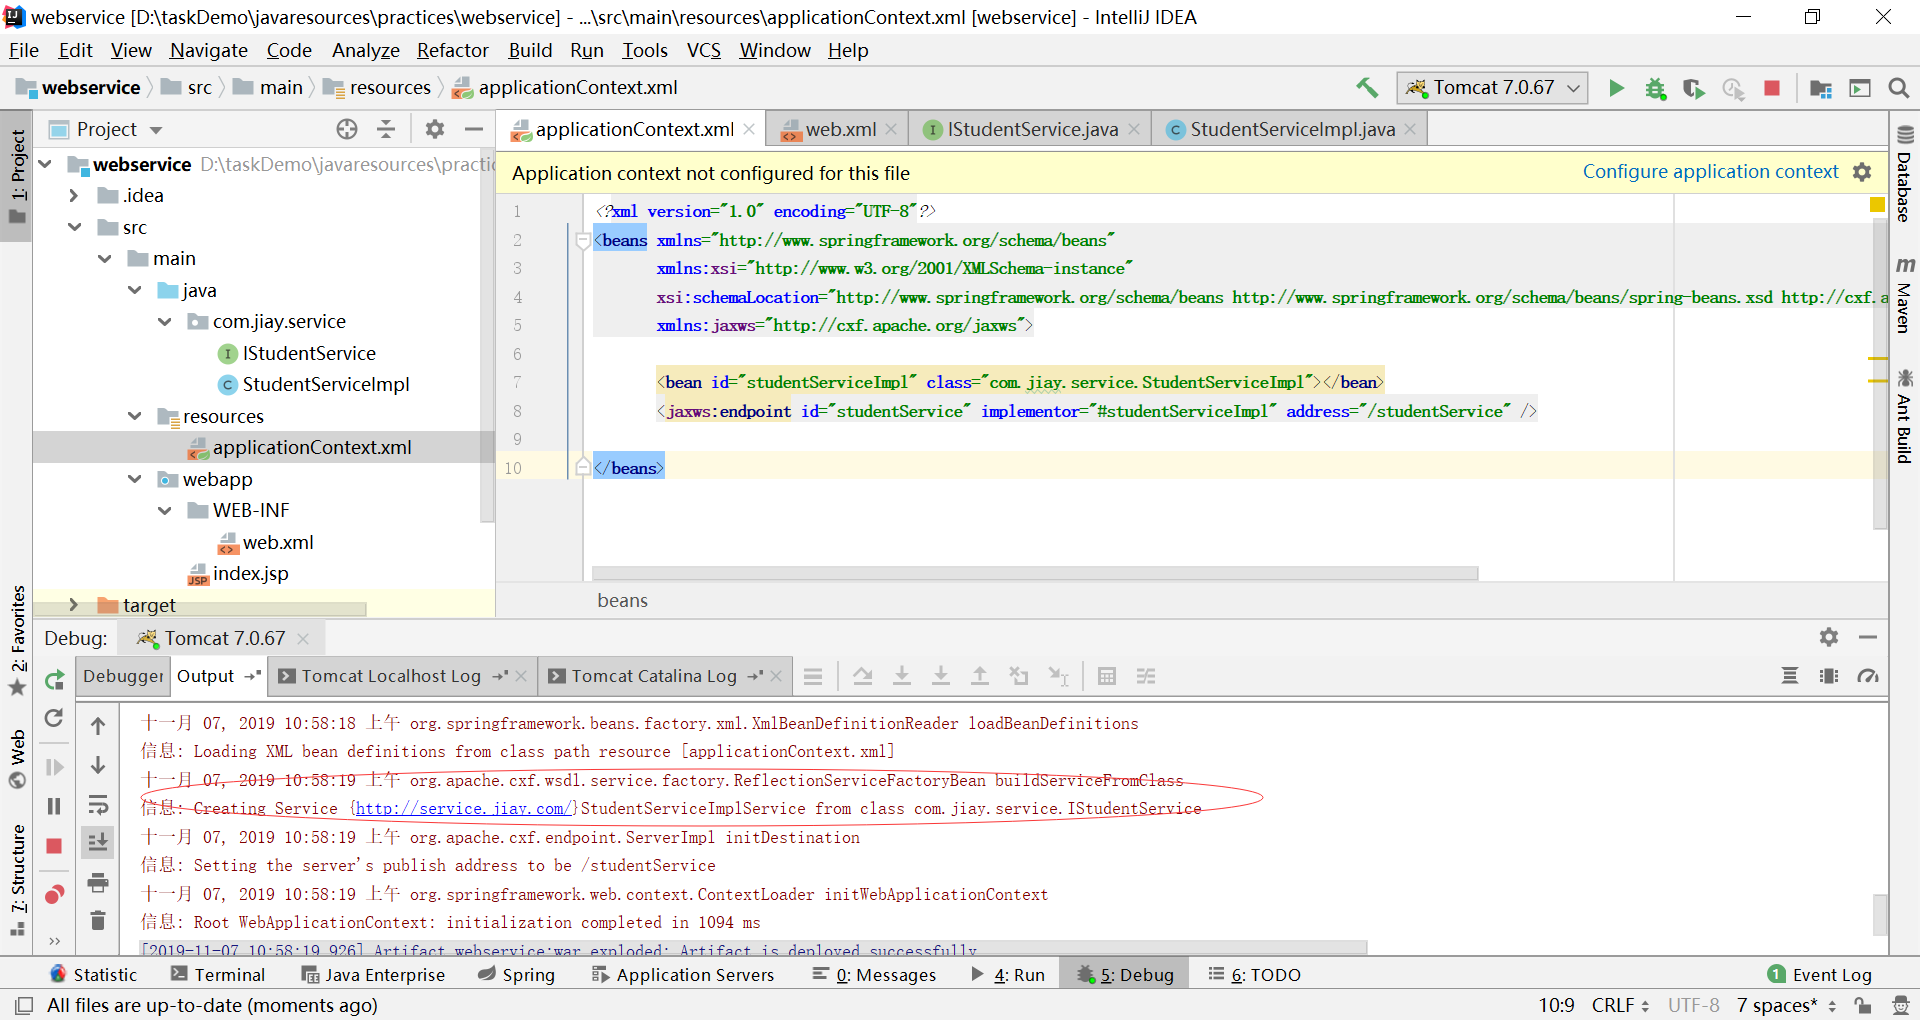 webservice [D:\taskDemo\javaresources\practices\webservice] - ...\src\main\resources\applicationContext.xml [webservice] - IntelliJ IDEA
File Edit View Navigate Code Analyze Refactor Build Run Tools VCS Window Help
webservice src main resources applicationContext.xml
Tomcat 7.0.67
1: Project
2: Favorites
Web
7: Structure
Project
webservice D:\taskDemo\javaresources\practic
.idea
src
main
java
com.jiay.service
IStudentService
StudentServiceImpl
resources
applicationContext.xml
webapp
WEB-INF
web.xml
index.jsp
target
applicationContext.xml web.xml IStudentService.java StudentServiceImpl.java
Application context not configured for this file Configure application context
1 <?xml version="1.0" encoding="UTF-8"?>
2 <beans xmlns="http://www.springframework.org/schema/beans"
3 xmlns:xsi="http://www.w3.org/2001/XMLSchema-instance"
4 xsi:schemaLocation="http://www.springframework.org/schema/beans http://www.springframework.org/schema/beans/spring-beans.xsd http://cxf.a
5 xmlns:jaxws="http://cxf.apache.org/jaxws">
6
7 <bean id="studentServiceImpl" class="com.jiay.service.StudentServiceImpl"></bean>
8 <jaxws:endpoint id="studentService" implementor="#studentServiceImpl" address="/studentService" />
9
10 </beans>
beans
Database
Maven
Ant Build
Debug: Tomcat 7.0.67
Debugger Output Tomcat Localhost Log Tomcat Catalina Log
十一月 07, 2019 10:58:18 上午 org.springframework.beans.factory.xml.XmlBeanDefinitionReader loadBeanDefinitions
信息: Loading XML bean definitions from class path resource [applicationContext.xml]
十一月 07, 2019 10:58:19 上午 org.apache.cxf.wsdl.service.factory.ReflectionServiceFactoryBean buildServiceFromClass
信息: Creating Service {http://service.jiay.com/}StudentServiceImplService from class com.jiay.service.IStudentService
十一月 07, 2019 10:58:19 上午 org.apache.cxf.endpoint.ServerImpl initDestination
信息: Setting the server's publish address to be /studentService
十一月 07, 2019 10:58:19 上午 org.springframework.web.context.ContextLoader initWebApplicationContext
信息: Root WebApplicationContext: initialization completed in 1094 ms
[2019-11-07 10:58:19,926] Artifact webservice:war exploded: Artifact is deployed successfully
Statistic Terminal Java Enterprise Spring Application Servers 0: Messages 4: Run 5: Debug 6: TODO 1 Event Log
All files are up-to-date (moments ago) 10:9 CRLF UTF-8 7 spaces*